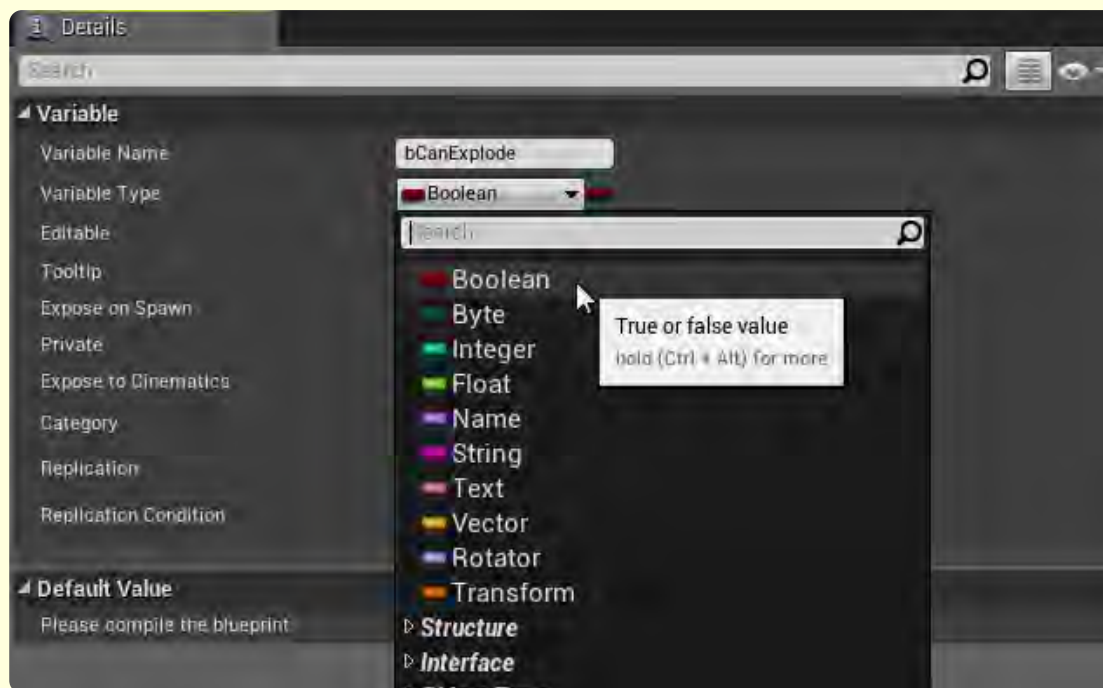 Details
Search
Variable
Variable Name
bCanExplode
Variable Type
Boolean
Editable
Search
Tooltip
Boolean
Expose on Spawn
Byte
True or false value
Private
Integer
hold (Ctrl + Alt) for more
Expose to Cinematics
Float
Category
Name
String
Replication
Text
Replication Condition
Vector
Rotator
Default Value
Transform
Please compile the blueprint
Structure
Interface